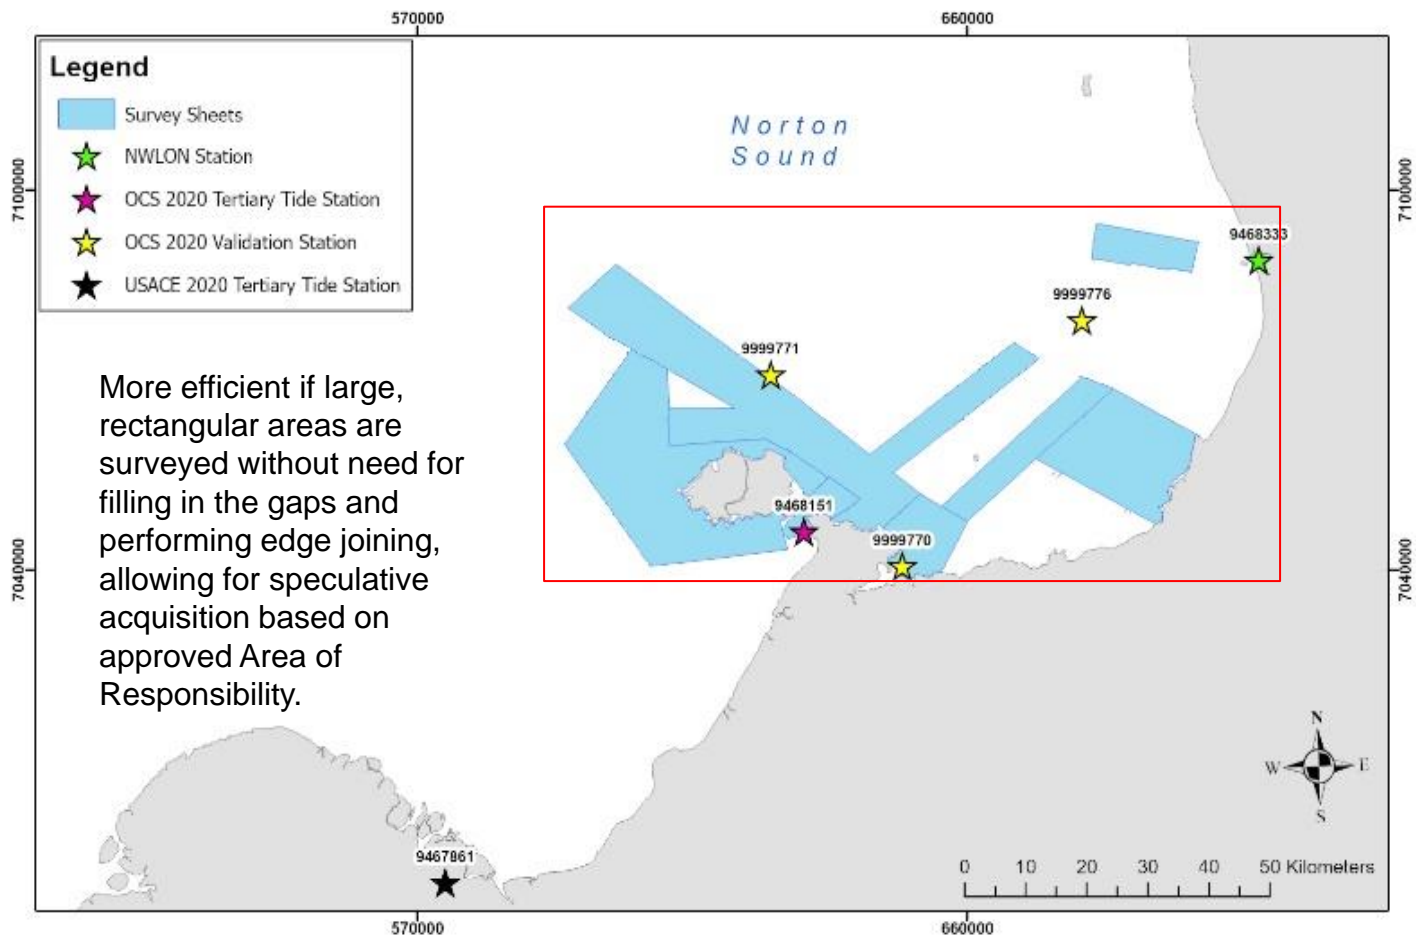 570000
660000
Legend
Survey Sheets
NWLON Station
OCS 2020 Tertiary Tide Station
OCS 2020 Validation Station
USACE 2020 Tertiary Tide Station
Norton
Sound
7100000
7100000
9468333
9999776
9999771
More efficient if large,
rectangular areas are
surveyed without need for
filling in the gaps and
performing edge joining,
allowing for speculative
acquisition based on
approved Area of
Responsibility.
9468151
9999770
7040000
7040000
N
W
E
S
9467861
0 10 20 30 40 50 Kilometers
570000
660000